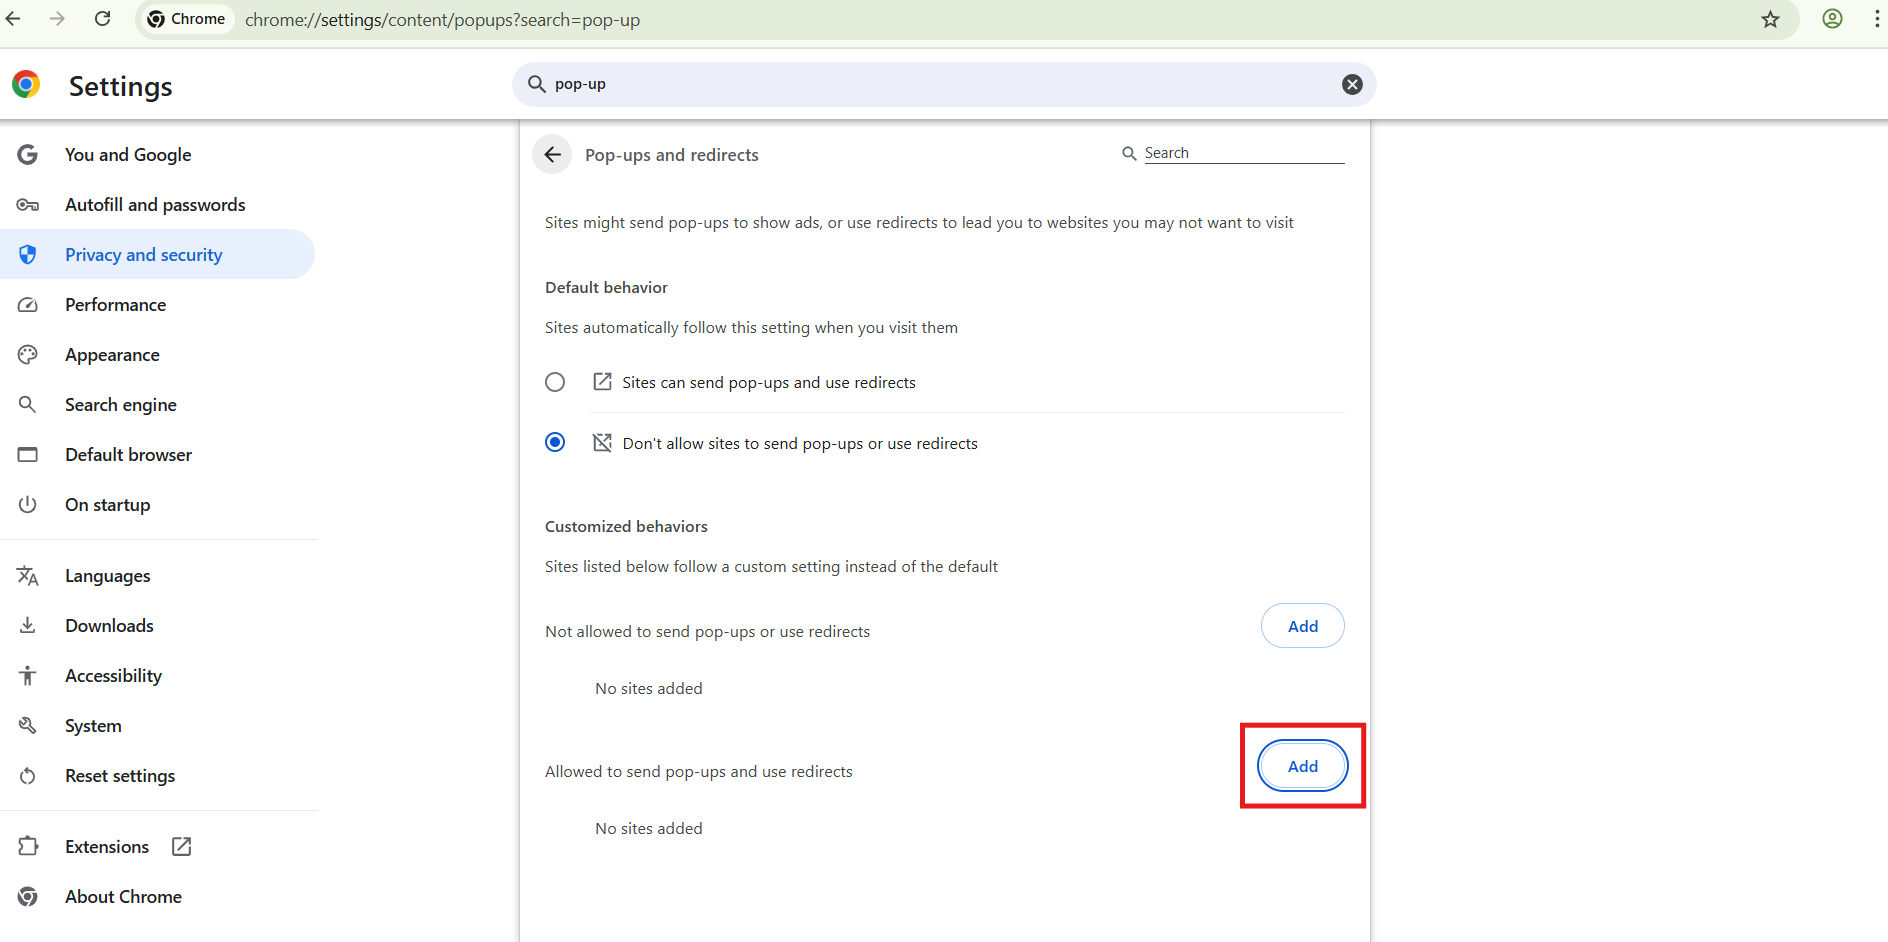 Chrome
chrome://settings/content/popups?search=pop-up
Settings
pop-up
You and Google
Autofill and passwords
Privacy and security
Performance
Appearance
Search engine
Default browser
On startup
Languages
Downloads
Accessibility
System
Reset settings
Extensions
About Chrome
Pop-ups and redirects
Search
Sites might send pop-ups to show ads, or use redirects to lead you to websites you may not want to visit
Default behavior
Sites automatically follow this setting when you visit them
Sites can send pop-ups and use redirects
Don't allow sites to send pop-ups or use redirects
Customized behaviors
Sites listed below follow a custom setting instead of the default
Not allowed to send pop-ups or use redirects
Add
No sites added
Allowed to send pop-ups and use redirects
Add
No sites added